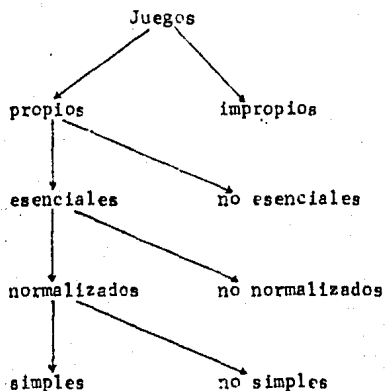 Juegos
propios impropios
esenciales no esenciales
normalizados no normalizados
simples no simples